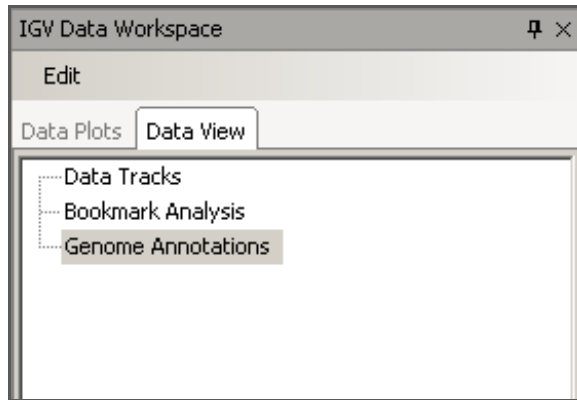 IGV Data Workspace
Edit
Data Plots Data View
Data Tracks
Bookmark Analysis
Genome Annotations